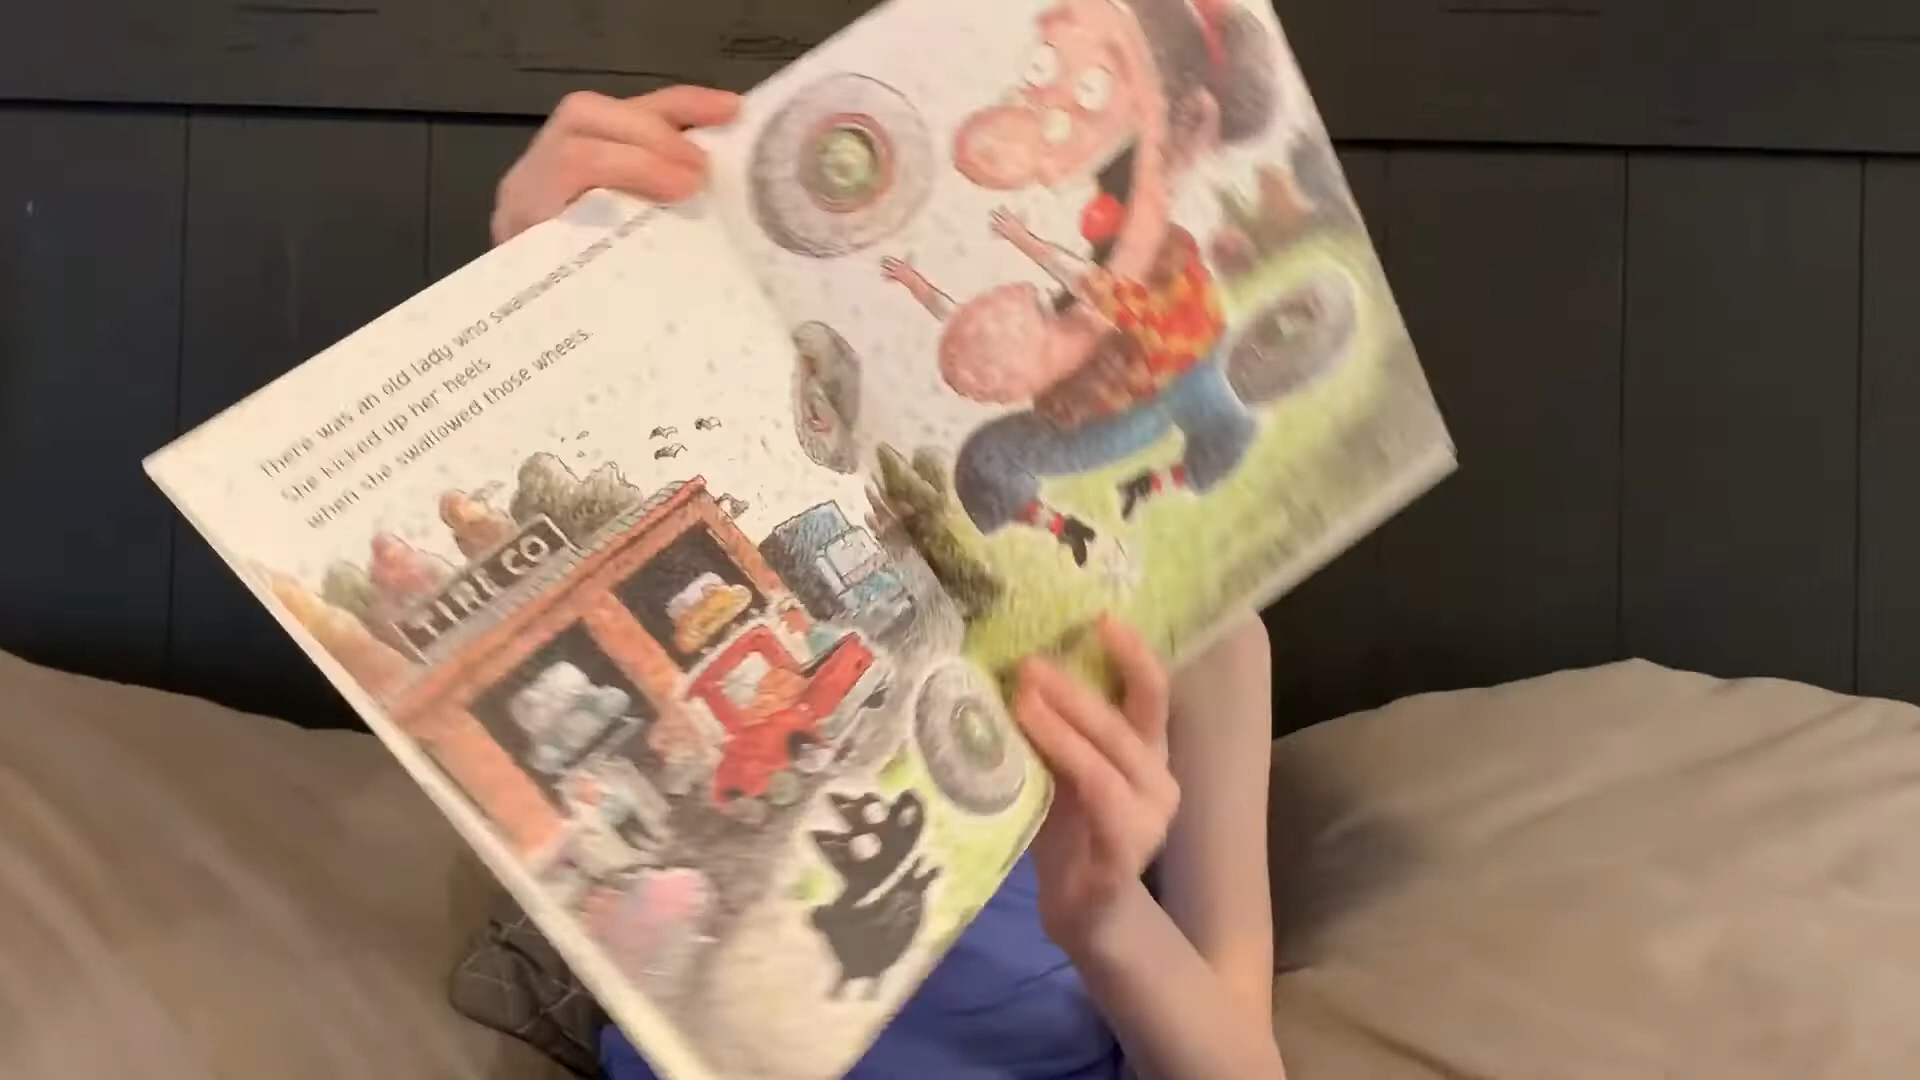 There was an old lady who swallowed some
She kicked up her heels
when she swallowed those wheels.
TIRE CO